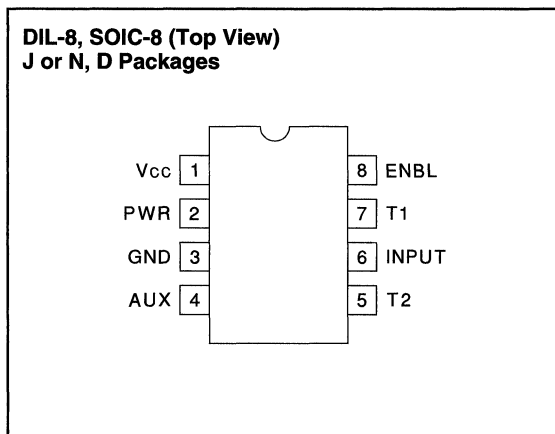 DIL-8, SOIC-8 (Top View)
J or N, D Packages
Vcc 1 8 ENBL
PWR 2 7 T1
GND 3 6 INPUT
AUX 4 5 T2